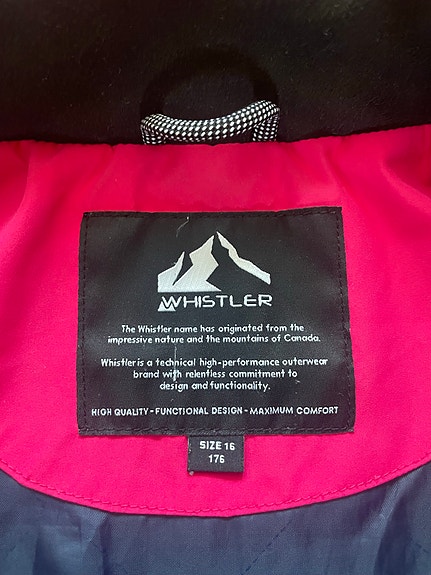 WHISTLER
The Whistler name has originated from the
impressive nature and the mountains of Canada.
Whistler is a technical high-performance outerwear
brand with relentless commitment to
design and functionality.
HIGH QUALITY - FUNCTIONAL DESIGN - MAXIMUM COMFORT
SIZE 16
176